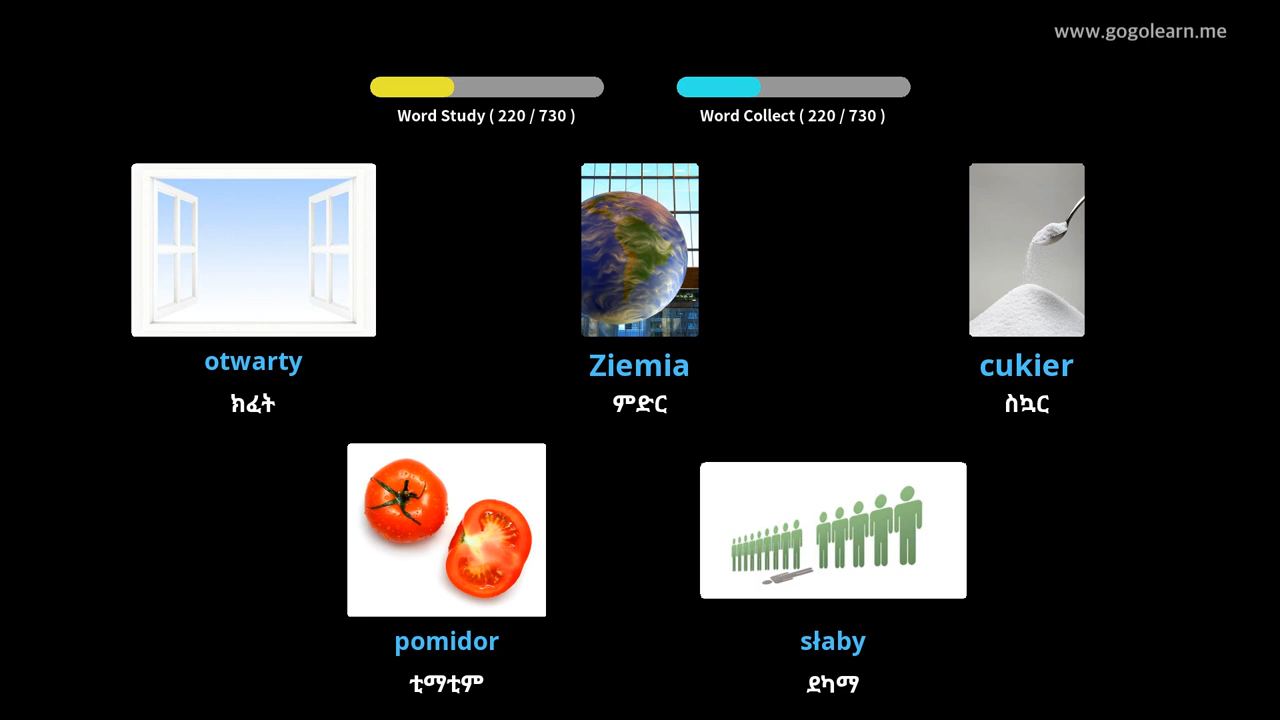 www.gogolearn.me
Word Study ( 220 / 730 )
Word Collect ( 220 / 730 )
otwarty
Ziemia
cukier
ክፈት
ምድር
ስኳር
pomidor
słaby
ቲማቲም
ደካማ